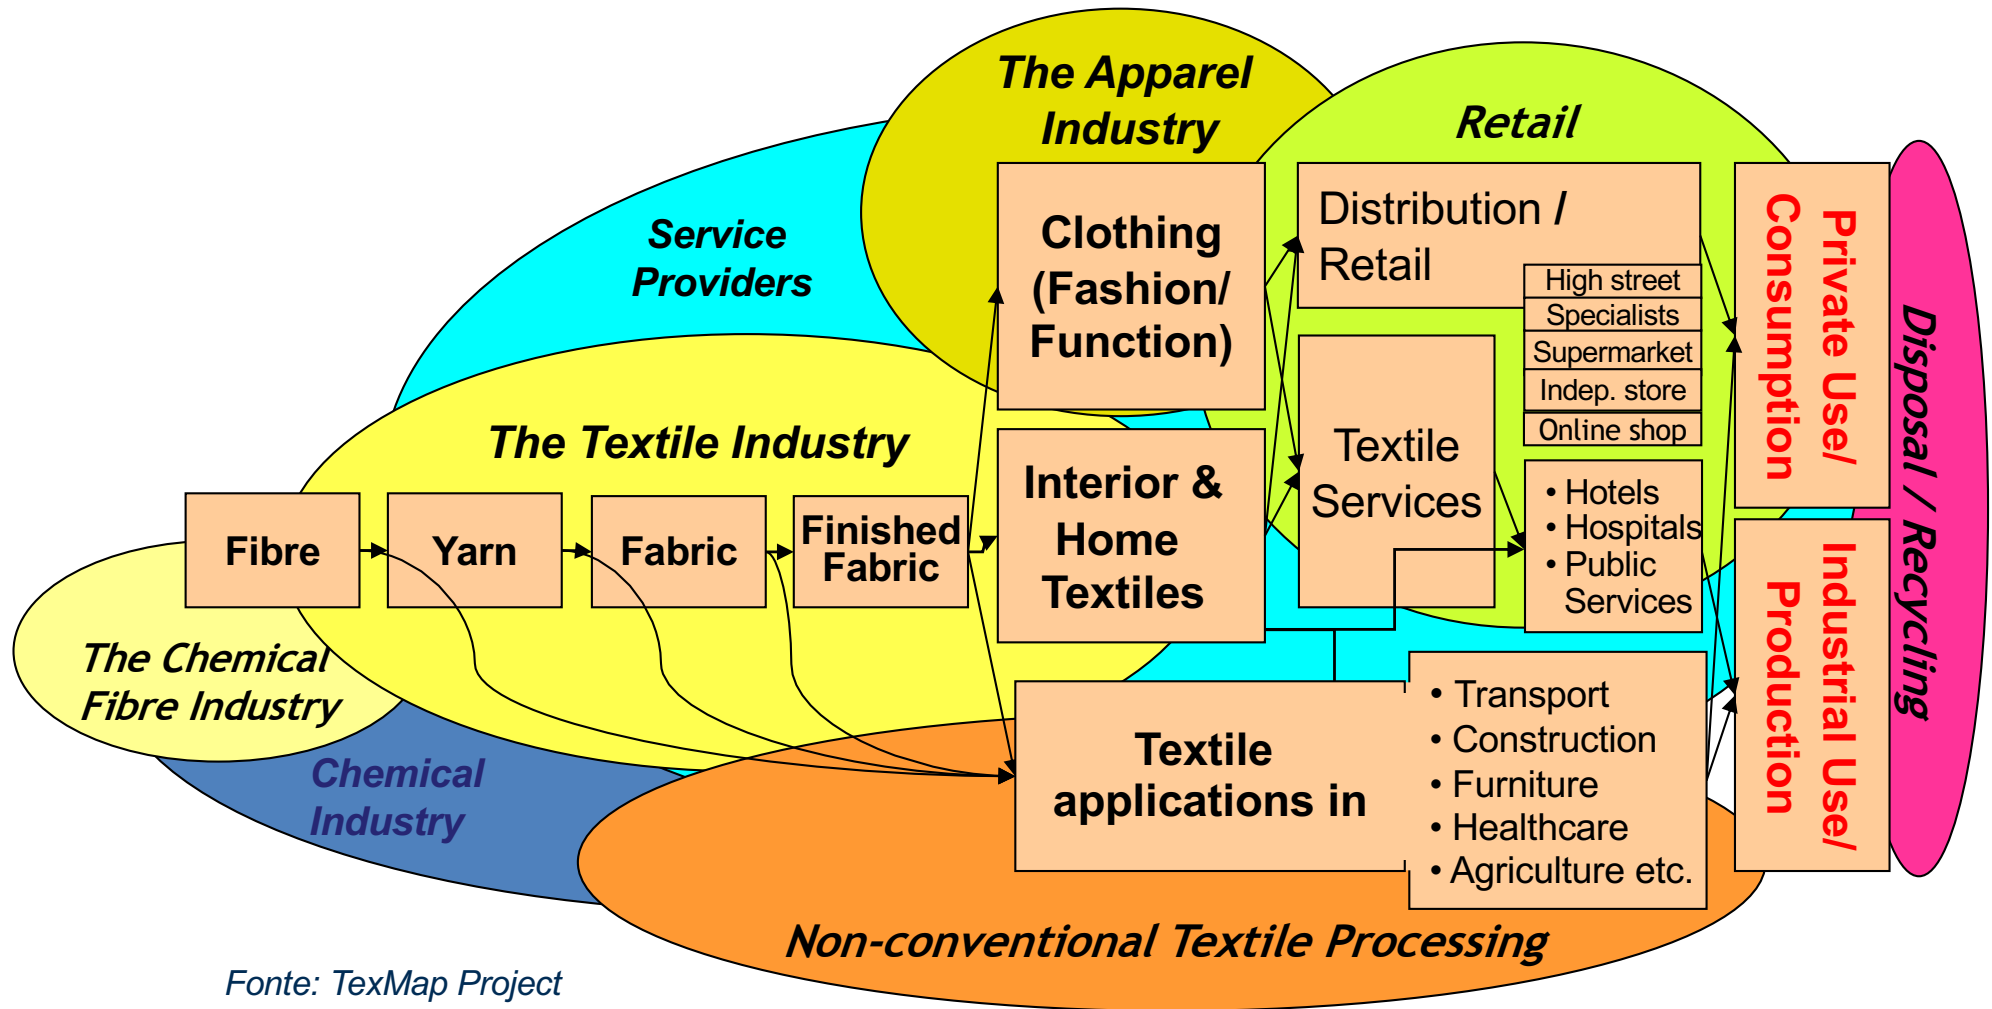 The Apparel
Industry
Retail
Service
Providers
Clothing
(Fashion/
Function)
Distribution /
Retail
High street
Specialists
Supermarket
Indep. store
Online shop
Private Use/
Consumption
Disposal / Recycling
The Textile Industry
Textile
Services
Interior &
Home
Textiles
• Hotels
• Hospitals
• Public
Services
Fibre
Yarn
Fabric
Finished
Fabric
Industrial Use/
Production
The Chemical
Fibre Industry
Chemical
Industry
Textile
applications in
• Transport
• Construction
• Furniture
• Healthcare
• Agriculture etc.
Non-conventional Textile Processing
Fonte: TexMap Project